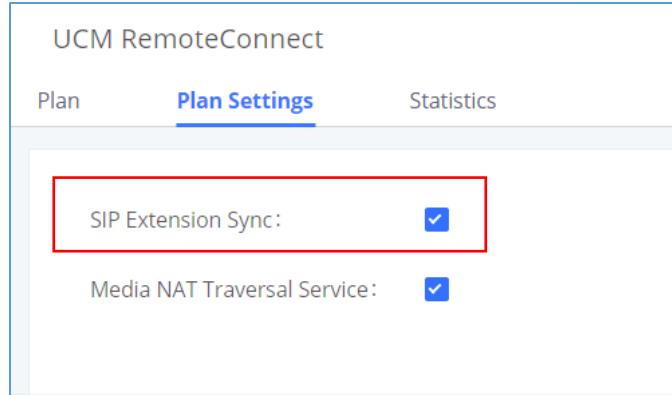 UCM RemoteConnect
Plan Plan Settings Statistics
SIP Extension Sync:
Media NAT Traversal Service: